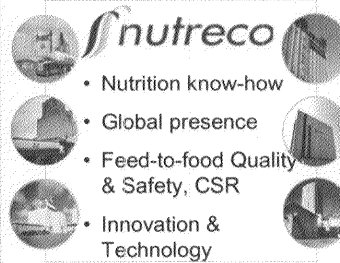 nutreco
• Nutrition know-how
• Global presence
• Feed-to-food Quality
& Safety, CSR
• Innovation &
Technology